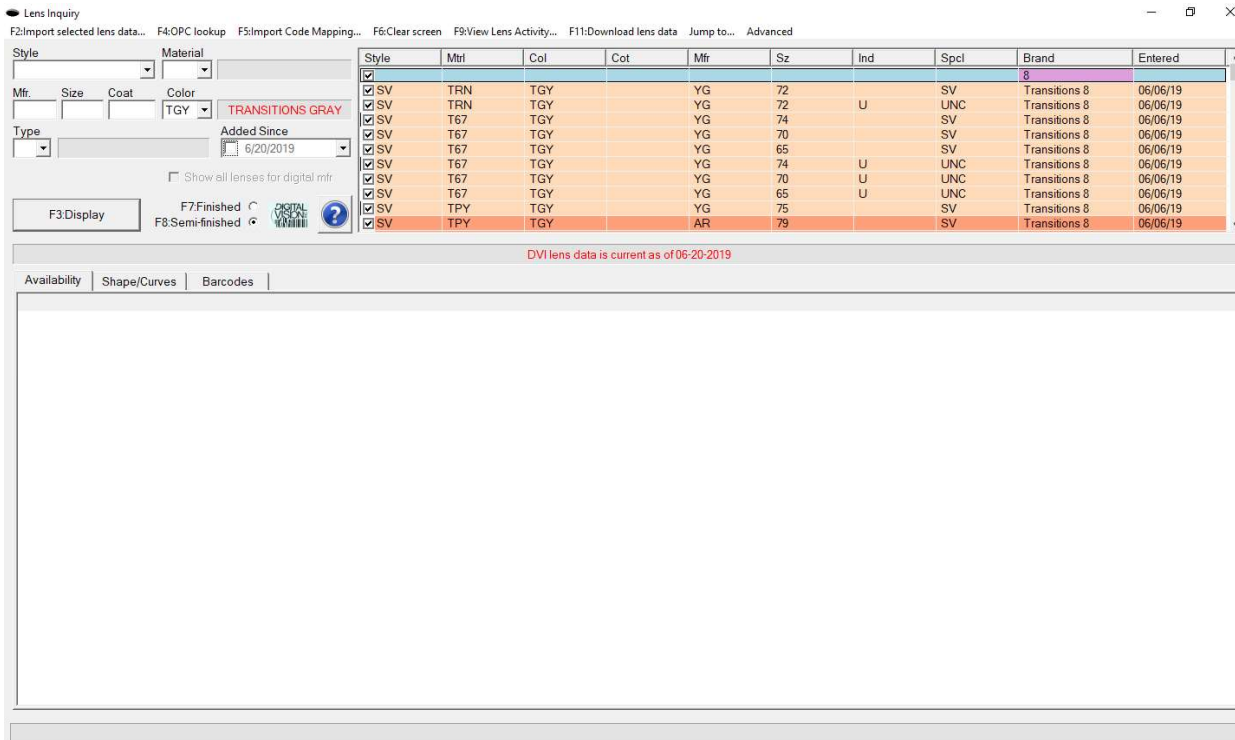 Lens Inquiry
F2:Import selected lens data... F4:OPC lookup F5:Import Code Mapping... F6:Clear screen F9:View Lens Activity... F11:Download lens data Jump to... Advanced
Style Material
Mfr. Size Coat Color
TGY TRANSITIONS GRAY
Type Added Since
6/20/2019
Show all lenses for digital mfr
F3:Display
F7:Finished
F8:Semi-finished
DIGITAL
VISION
?
Style Mtrl Col Cot Mfr Sz Ind Spcl Brand Entered
8
SV TRN TGY YG 72 SV Transitions 8 06/06/19
SV TRN TGY YG 72 U UNC Transitions 8 06/06/19
SV T67 TGY YG 74 SV Transitions 8 06/06/19
SV T67 TGY YG 70 SV Transitions 8 06/06/19
SV T67 TGY YG 65 SV Transitions 8 06/06/19
SV T67 TGY YG 74 U UNC Transitions 8 06/06/19
SV T67 TGY YG 70 U UNC Transitions 8 06/06/19
SV T67 TGY YG 65 U UNC Transitions 8 06/06/19
SV TPY TGY YG 75 SV Transitions 8 06/06/19
SV TPY TGY AR 79 SV Transitions 8 06/06/19
DVI lens data is current as of 06-20-2019
Availability Shape/Curves Barcodes